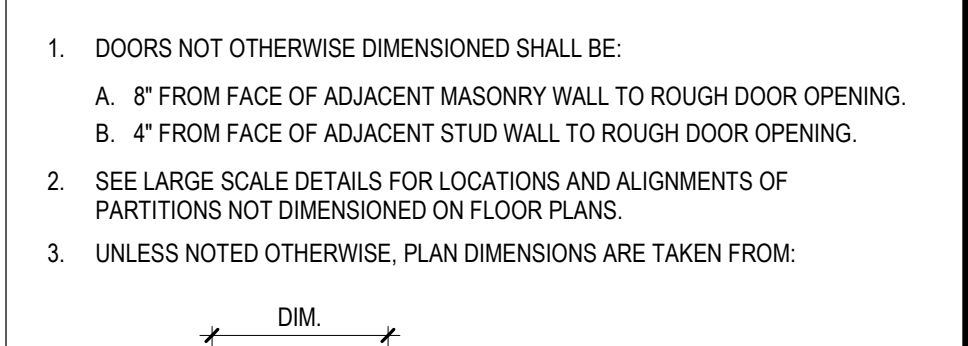 1. DOORS NOT OTHERWISE DIMENSIONED SHALL BE:
A. 8" FROM FACE OF ADJACENT MASONRY WALL TO ROUGH DOOR OPENING.
B. 4" FROM FACE OF ADJACENT STUD WALL TO ROUGH DOOR OPENING.
2. SEE LARGE SCALE DETAILS FOR LOCATIONS AND ALIGNMENTS OF
PARTITIONS NOT DIMENSIONED ON FLOOR PLANS.
3. UNLESS NOTED OTHERWISE, PLAN DIMENSIONS ARE TAKEN FROM:
DIM.